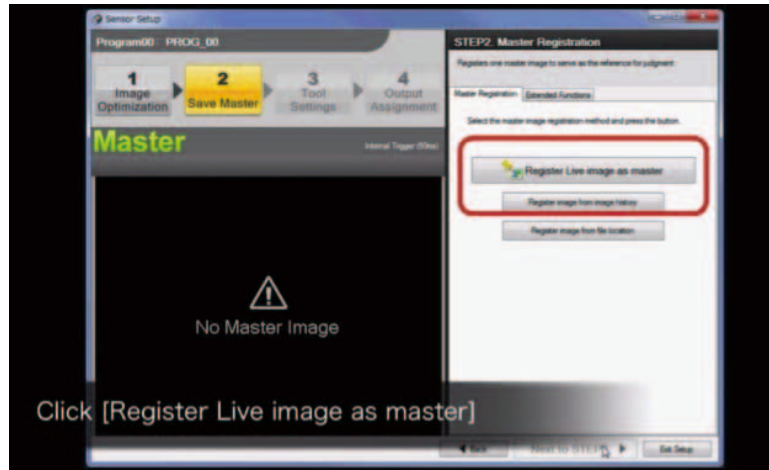 Sensor Setup
Program00: PROG_00
1
Image
Optimization
2
Save Master
3
Tool
Settings
4
Output
Assignment
Master
Internal Trigger (50ms)
No Master Image
STEP2. Master Registration
Registers one master image to serve as the reference for judgment.
Master Registration
Extended Functions
Select the master image registration method and press the button.
Register Live image as master
Register image from image history
Register image from file location
Click [Register Live image as master]
Back
Next to STEP
Exit Setup